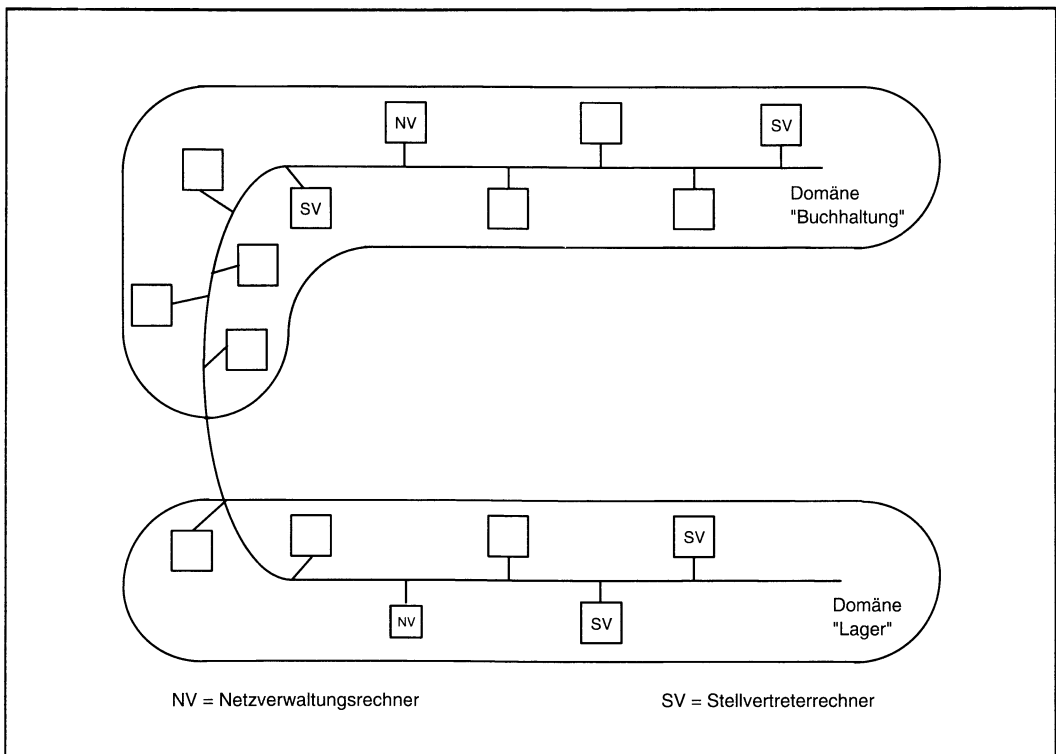 NV
SV
SV
Domäne
"Buchhaltung"
SV
NV
SV
Domäne
"Lager"
NV = Netzverwaltungsrechner
SV = Stellvertreterrechner